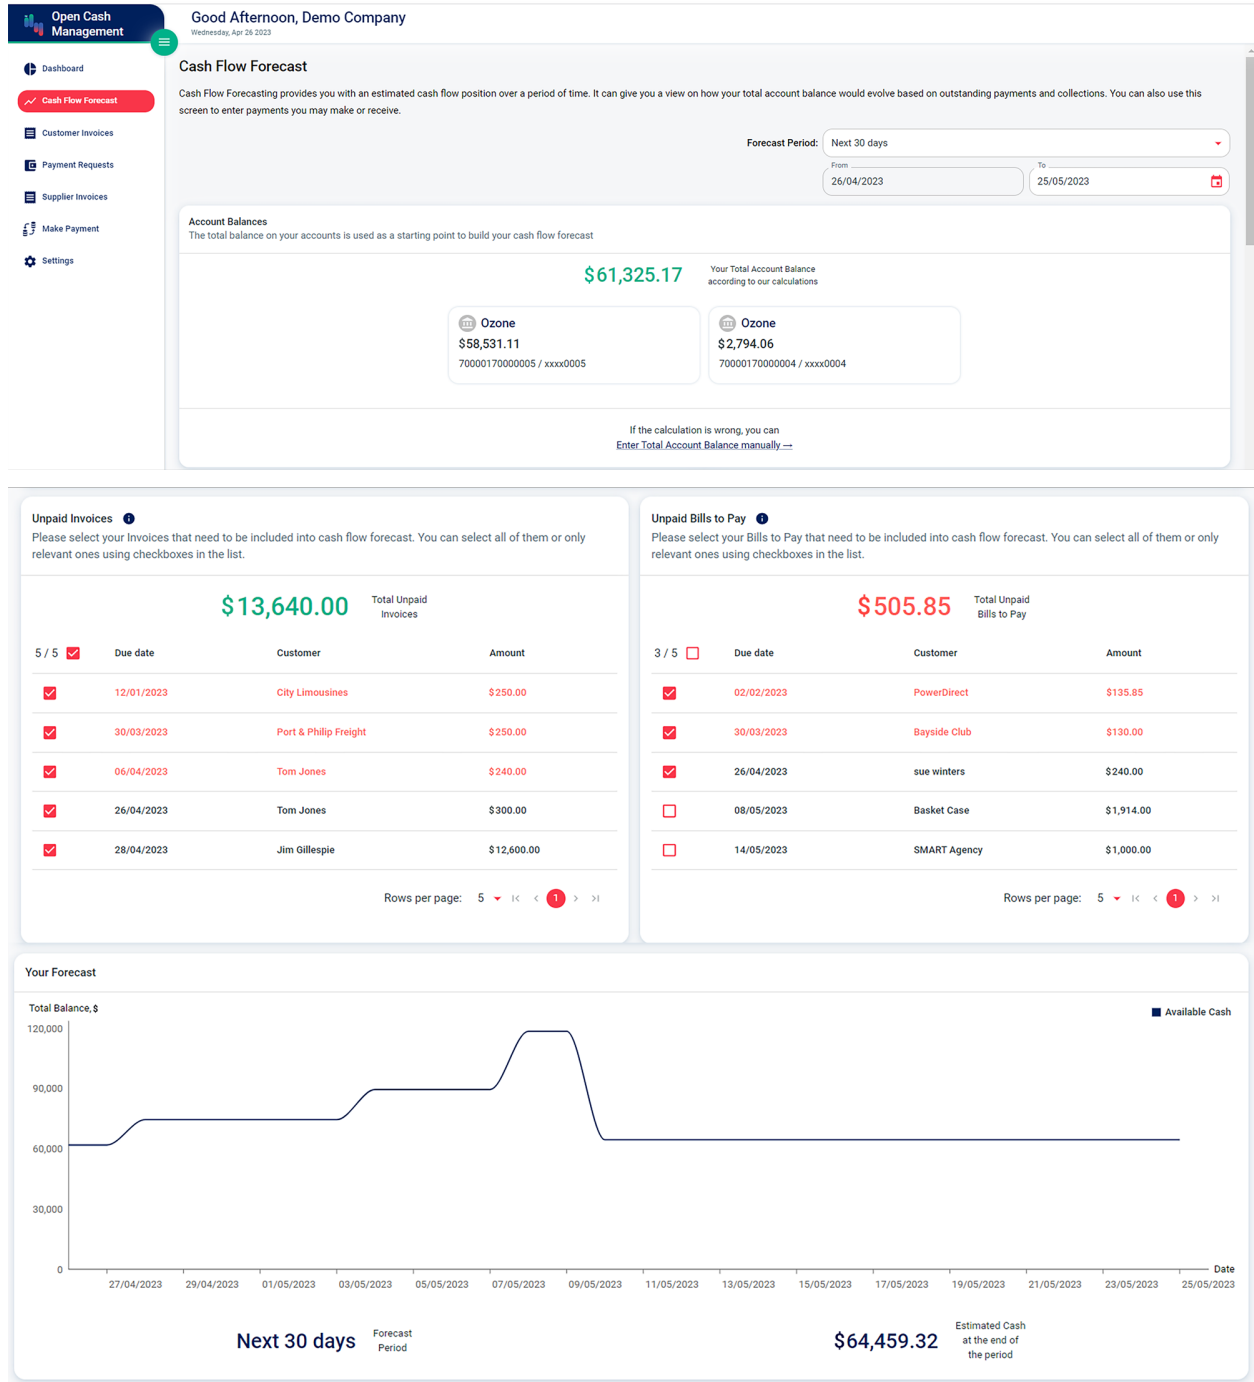 Open Cash
Management
Good Afternoon, Demo Company
Wednesday, Apr 26 2023
Dashboard
Cash Flow Forecast
Customer Invoices
Payment Requests
Supplier Invoices
Make Payment
Settings
Cash Flow Forecast
Cash Flow Forecasting provides you with an estimated cash flow position over a period of time. It can give you a view on how your total account balance would evolve based on outstanding payments and collections. You can also use this
screen to enter payments you may make or receive.
Forecast Period: Next 30 days
From To
26/04/2023 25/05/2023
Account Balances
The total balance on your accounts is used as a starting point to build your cash flow forecast
$61,325.17 Your Total Account Balance
according to our calculations
Ozone
$58,531.11
70000170000005 / xxxx0005
Ozone
$2,794.06
70000170000004 / xxxx0004
If the calculation is wrong, you can
Enter Total Account Balance manually →
Unpaid Invoices
Please select your Invoices that need to be included into cash flow forecast. You can select all of them or only
relevant ones using checkboxes in the list.
$13,640.00 Total Unpaid
Invoices
5 / 5 Due date Customer Amount
12/01/2023 City Limousines $250.00
30/03/2023 Port & Philip Freight $250.00
06/04/2023 Tom Jones $240.00
26/04/2023 Tom Jones $300.00
28/04/2023 Jim Gillespie $12,600.00
Rows per page: 5 1
Unpaid Bills to Pay
Please select your Bills to Pay that need to be included into cash flow forecast. You can select all of them or only
relevant ones using checkboxes in the list.
$505.85 Total Unpaid
Bills to Pay
3 / 5 Due date Customer Amount
02/02/2023 PowerDirect $135.85
30/03/2023 Bayside Club $130.00
26/04/2023 sue winters $240.00
08/05/2023 Basket Case $1,914.00
14/05/2023 SMART Agency $1,000.00
Rows per page: 5 1
Your Forecast
Total Balance, $
Available Cash
120,000
90,000
60,000
30,000
0
Date
27/04/2023 29/04/2023 01/05/2023 03/05/2023 05/05/2023 07/05/2023 09/05/2023 11/05/2023 13/05/2023 15/05/2023 17/05/2023 19/05/2023 21/05/2023 23/05/2023 25/05/2023
Next 30 days Forecast
Period
$64,459.32 Estimated Cash
at the end of
the period